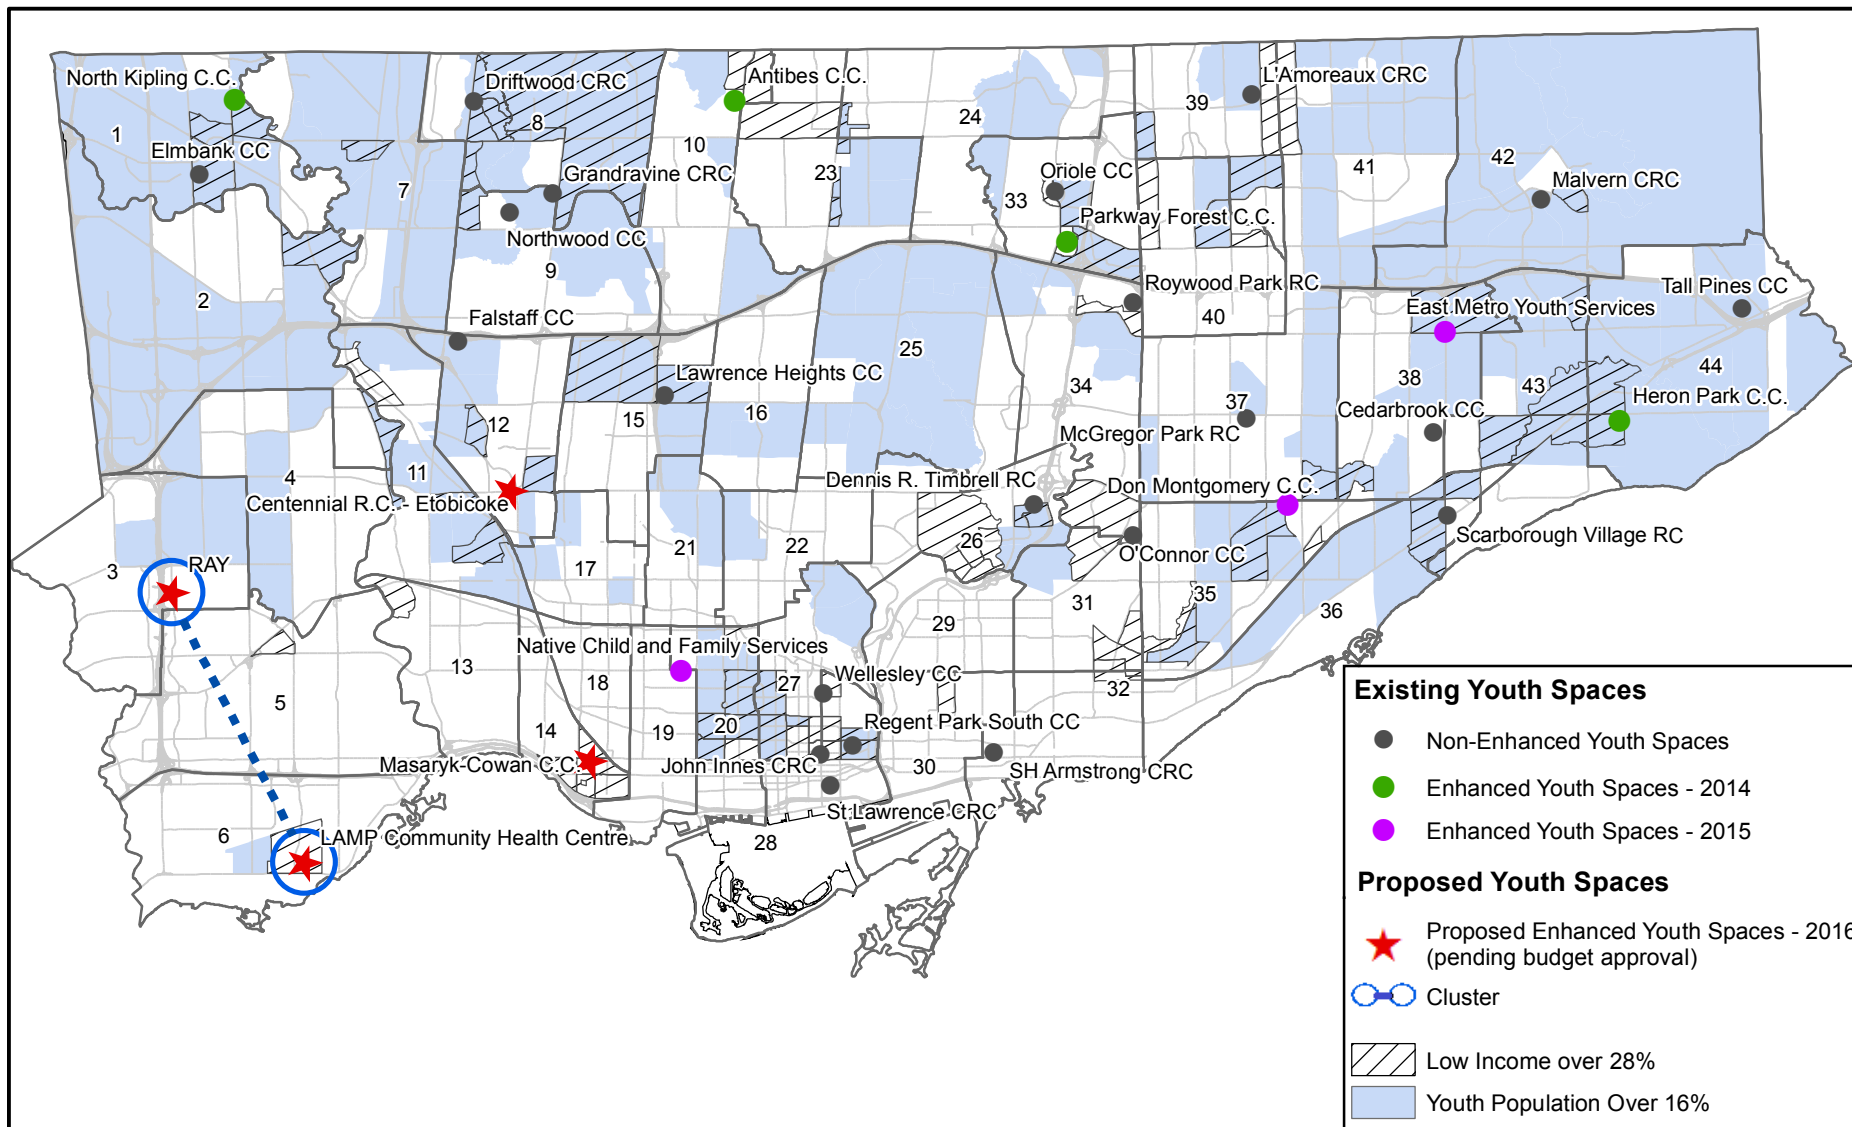 North Kipling C.C.
Driftwood CRC
Antibes C.C.
L'Amoreaux CRC
39
24
8
1
10
Elmbank CC
42
41
Grandravine CRC
23
Oriole CC
Malvern CRC
7
33
Parkway Forest C.C.
Northwood CC
9
Roywood Park RC
Tall Pines CC
2
East Metro Youth Services
40
Falstaff CC
25
Lawrence Heights CC
34
38
43
44
Heron Park C.C.
37
Cedarbrook CC
16
15
12
McGregor Park RC
4
11
Dennis R. Timbrell RC
Don Montgomery C.C.
Centennial R.C. - Etobicoke
Scarborough Village RC
26
21
22
O'Connor CC
RAY
3
17
35
31
36
29
Native Child and Family Services
13
18
27
Wellesley CC
32
5
20
Regent Park South CC
14
19
Masaryk-Cowan C.C.
John Innes CRC
30
SH Armstrong CRC
St Lawrence CRC
6
LAMP Community Health Centre
28
Existing Youth Spaces
Non-Enhanced Youth Spaces
Enhanced Youth Spaces - 2014
Enhanced Youth Spaces - 2015
Proposed Youth Spaces
Proposed Enhanced Youth Spaces - 2016
(pending budget approval)
Cluster
Low Income over 28%
Youth Population Over 16%